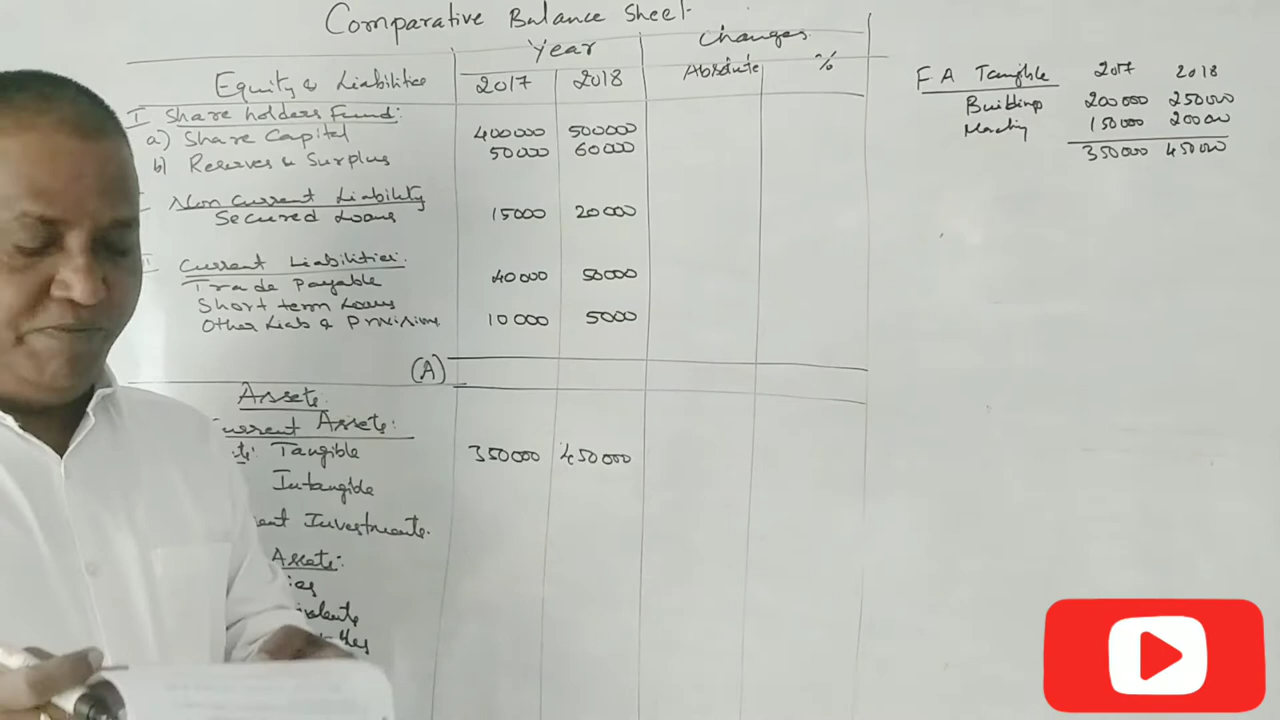 Comparative Balance Sheet
Equity & Liabilities
Year
2017 2018
Changes
Absolute %
I Share holders Fund:
a) Share Capital 400000 500000
b) Reserves & Surplus 50000 60000
Non Current Liability
Secured Loans 15000 20000
Current Liabilities:
Trade Payable 40000 50000
Short term Loans
Other Liab & Provisions 10000 5000
(A)
Assets
Current Assets:
Tangible 350000 450000
Intangible
Investments.
Assets:
F A Tangible 2017 2018
Buildings 200000 250000
150000 200000
350000 450000